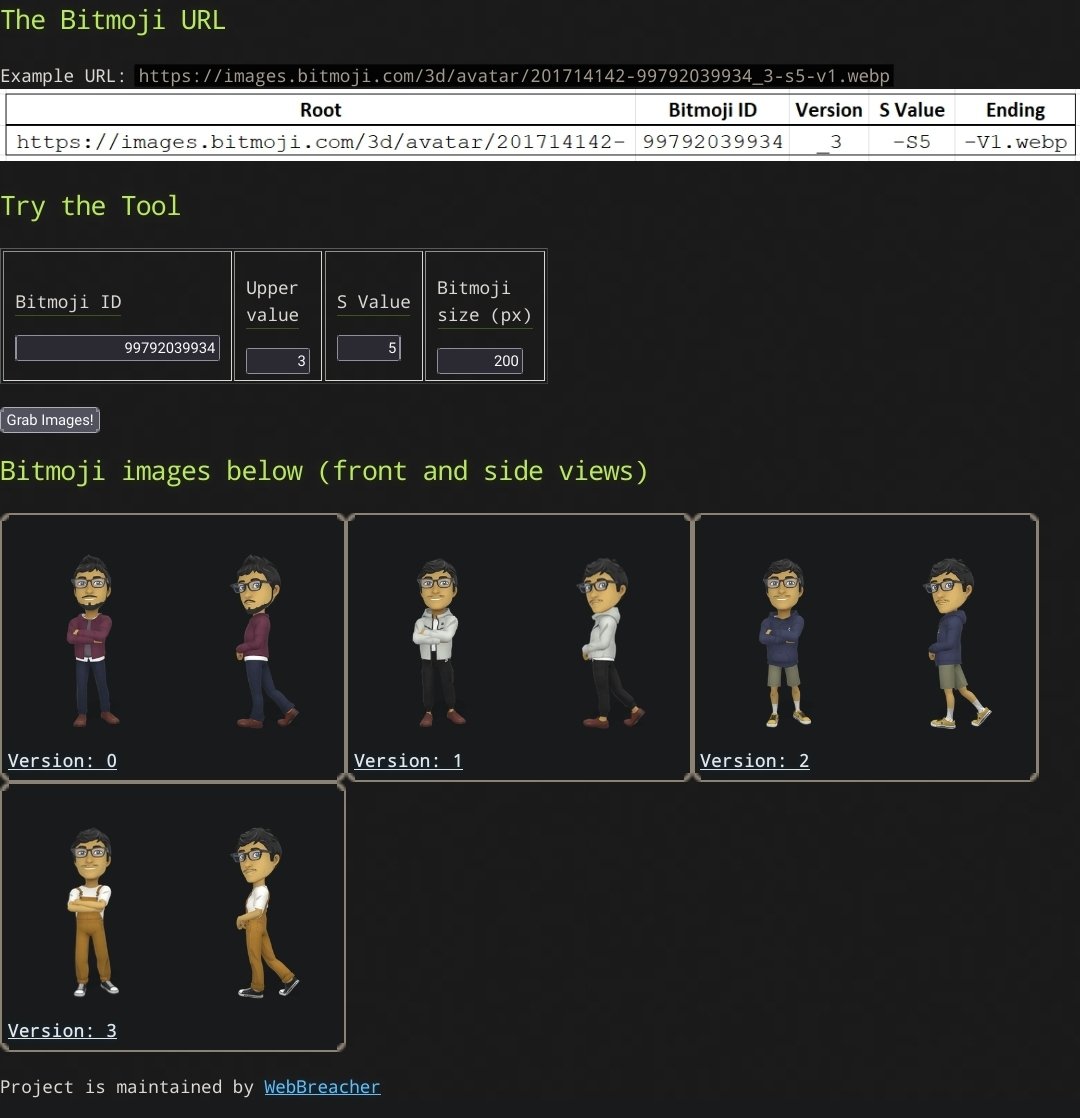 The Bitmoji URL
Example URL: https://images.bitmoji.com/3d/avatar/201714142-99792039934_3-s5-v1.webp
Root Bitmoji ID Version S Value Ending
https://images.bitmoji.com/3d/avatar/201714142- 99792039934 _3 -S5 -V1.webp
Try the Tool
Bitmoji ID Upper value S Value Bitmoji size (px)
99792039934 3 5 200
Grab Images!
Bitmoji images below (front and side views)
Version: 0 Version: 1 Version: 2
Version: 3
Project is maintained by WebBreacher